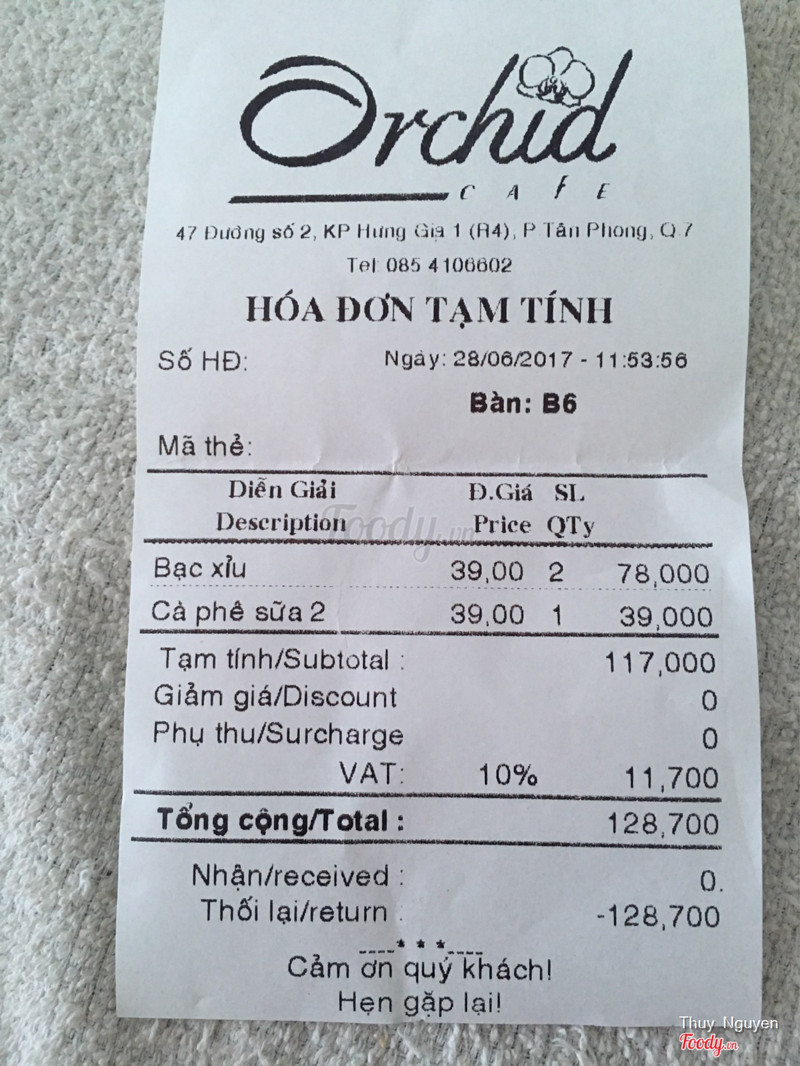 Orchid
CAFE
47 Đường số 2, KP Hưng Gia 1 (R4), P Tân Phong, Q 7
Tel: 085 4106602
HÓA ĐƠN TẠM TÍNH
Số HĐ: Ngày: 28/06/2017 - 11:53:56
Bàn: B6
Mã thẻ:
Diễn Giải Đ.Giá SL
Description Price QTy
Foody.vn
Bạc xỉu 39,00 2 78,000
Cà phê sữa 2 39,00 1 39,000
Tạm tính/Subtotal : 117,000
Giảm giá/Discount 0
Phụ thu/Surcharge 0
VAT: 10% 11,700
Tổng cộng/Total : 128,700
Nhận/received : 0.
Thối lại/return : -128,700
----* * *----
Cảm ơn quý khách!
Hẹn gặp lại!
Thuy Nguyen
Foody.vn